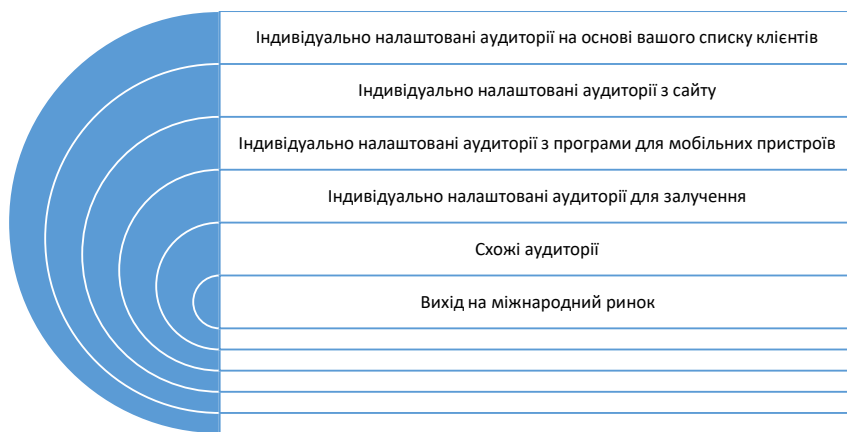 Індивідуально налаштовані аудиторії на основі вашого списку клієнтів
Індивідуально налаштовані аудиторії з сайту
Індивідуально налаштовані аудиторії з програми для мобільних пристроїв
Індивідуально налаштовані аудиторії для залучення
Схожі аудиторії
Вихід на міжнародний ринок